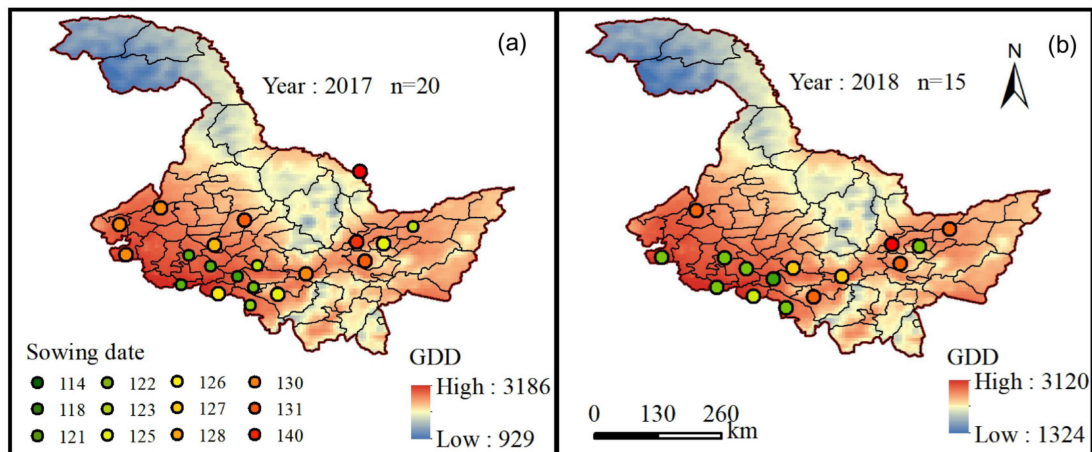 (a)
Year : 2017 n=20
Sowing date
114 122 126 130
118 123 127 131
121 125 128 140
GDD
High : 3186
Low : 929
(b)
N
Year : 2018 n=15
GDD
High : 3120
Low : 1324
0 130 260
km